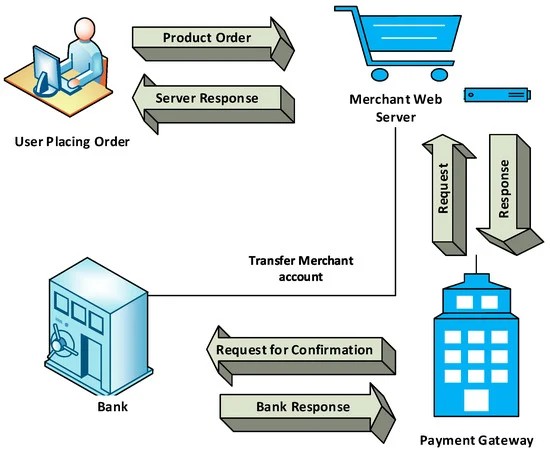 Product Order
Server Response
User Placing Order
Merchant Web
Server
Request
Response
Transfer Merchant
account
Request for Confirmation
Bank Response
Bank
Payment Gateway